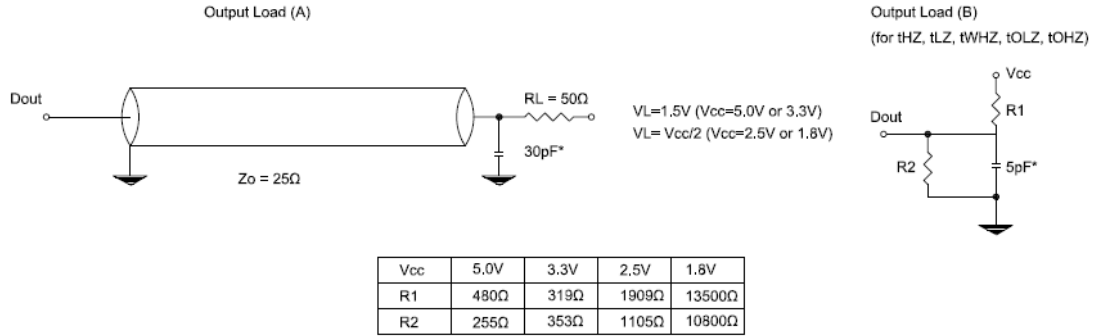 Output Load (A)
Output Load (B)
(for tHZ, tLZ, tWHZ, tOLZ, tOHZ)
Vcc
Dout
RL = 50Ω
VL=1.5V (Vcc=5.0V or 3.3V)
VL= Vcc/2 (Vcc=2.5V or 1.8V)
30pF*
Zo = 25Ω
R1
Dout
R2
5pF*
Vcc 5.0V 3.3V 2.5V 1.8V
R1 480Ω 319Ω 1909Ω 13500Ω
R2 255Ω 353Ω 1105Ω 10800Ω